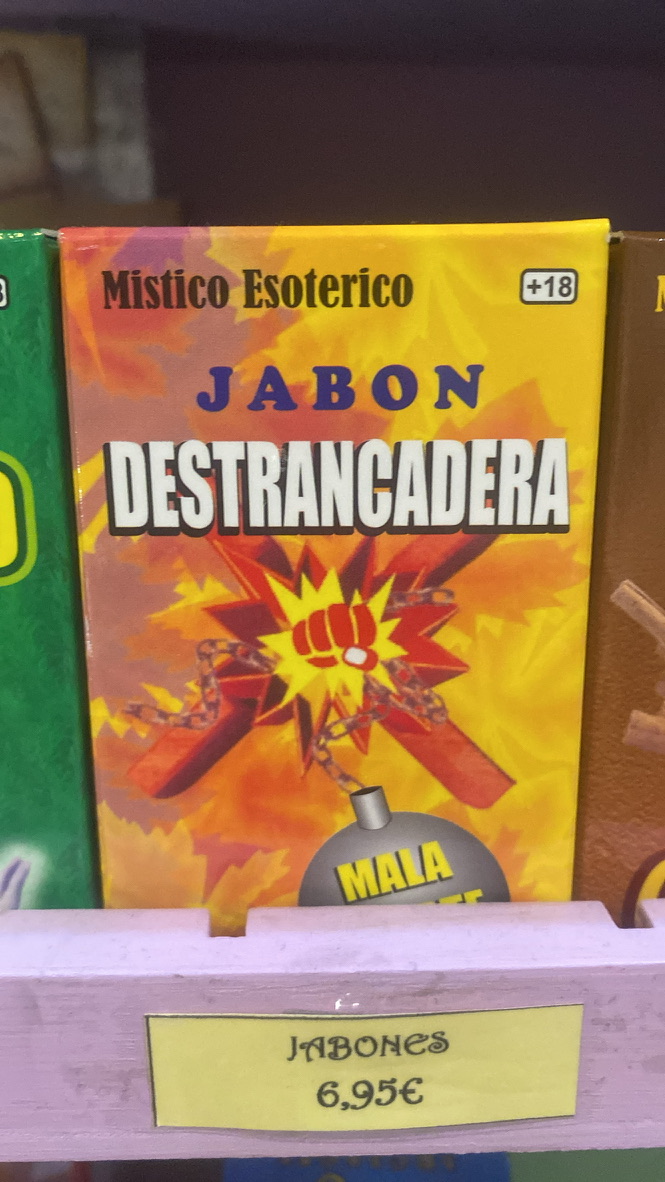 Mistico Esoterico
+18
JABON
DESTRANCADERA
MALA
JABONES
6,95€